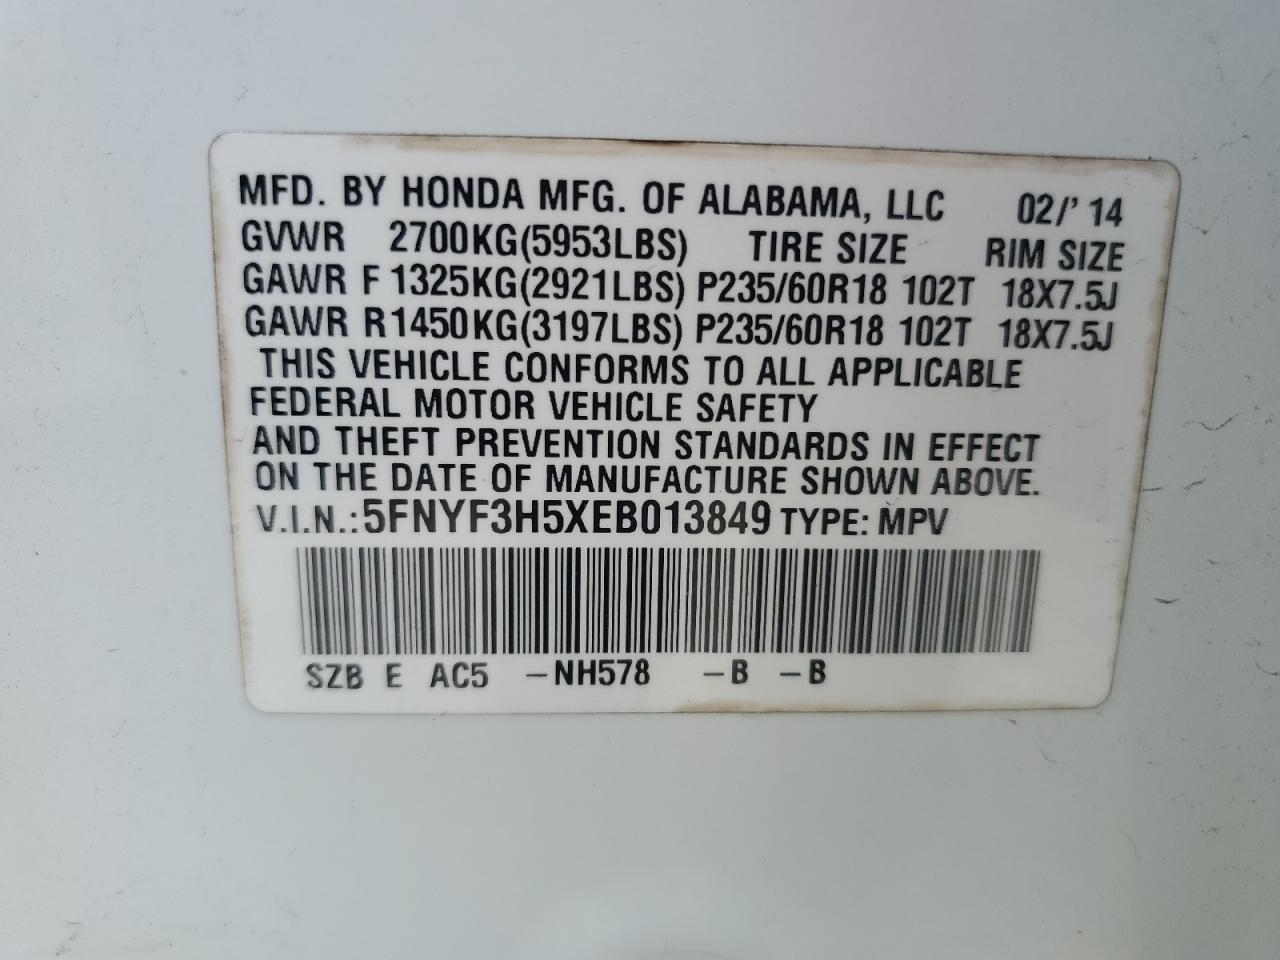 MFD. BY HONDA MFG. OF ALABAMA, LLC 02/' 14
GVWR 2700KG(5953LBS) TIRE SIZE RIM SIZE
GAWR F 1325KG(2921LBS) P235/60R18 102T 18X7.5J
GAWR R 1450KG(3197LBS) P235/60R18 102T 18X7.5J
THIS VEHICLE CONFORMS TO ALL APPLICABLE
FEDERAL MOTOR VEHICLE SAFETY
AND THEFT PREVENTION STANDARDS IN EFFECT
ON THE DATE OF MANUFACTURE SHOWN ABOVE.
V.I.N.: 5FNYF3H5XEB013849 TYPE: MPV
SZB E AC5 –NH578 –B –B